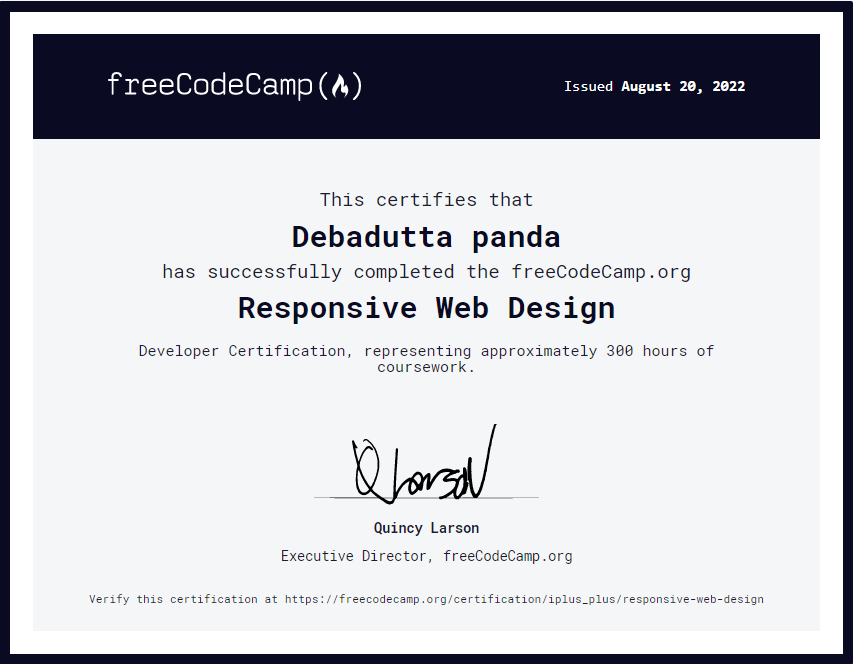 freeCodeCamp
Issued August 20, 2022
This certifies that
Debadutta panda
has successfully completed the freeCodeCamp.org
Responsive Web Design
Developer Certification, representing approximately 300 hours of
coursework.
Q Larson
Quincy Larson
Executive Director, freeCodeCamp.org
Verify this certification at https://freecodecamp.org/certification/iplus_plus/responsive-web-design